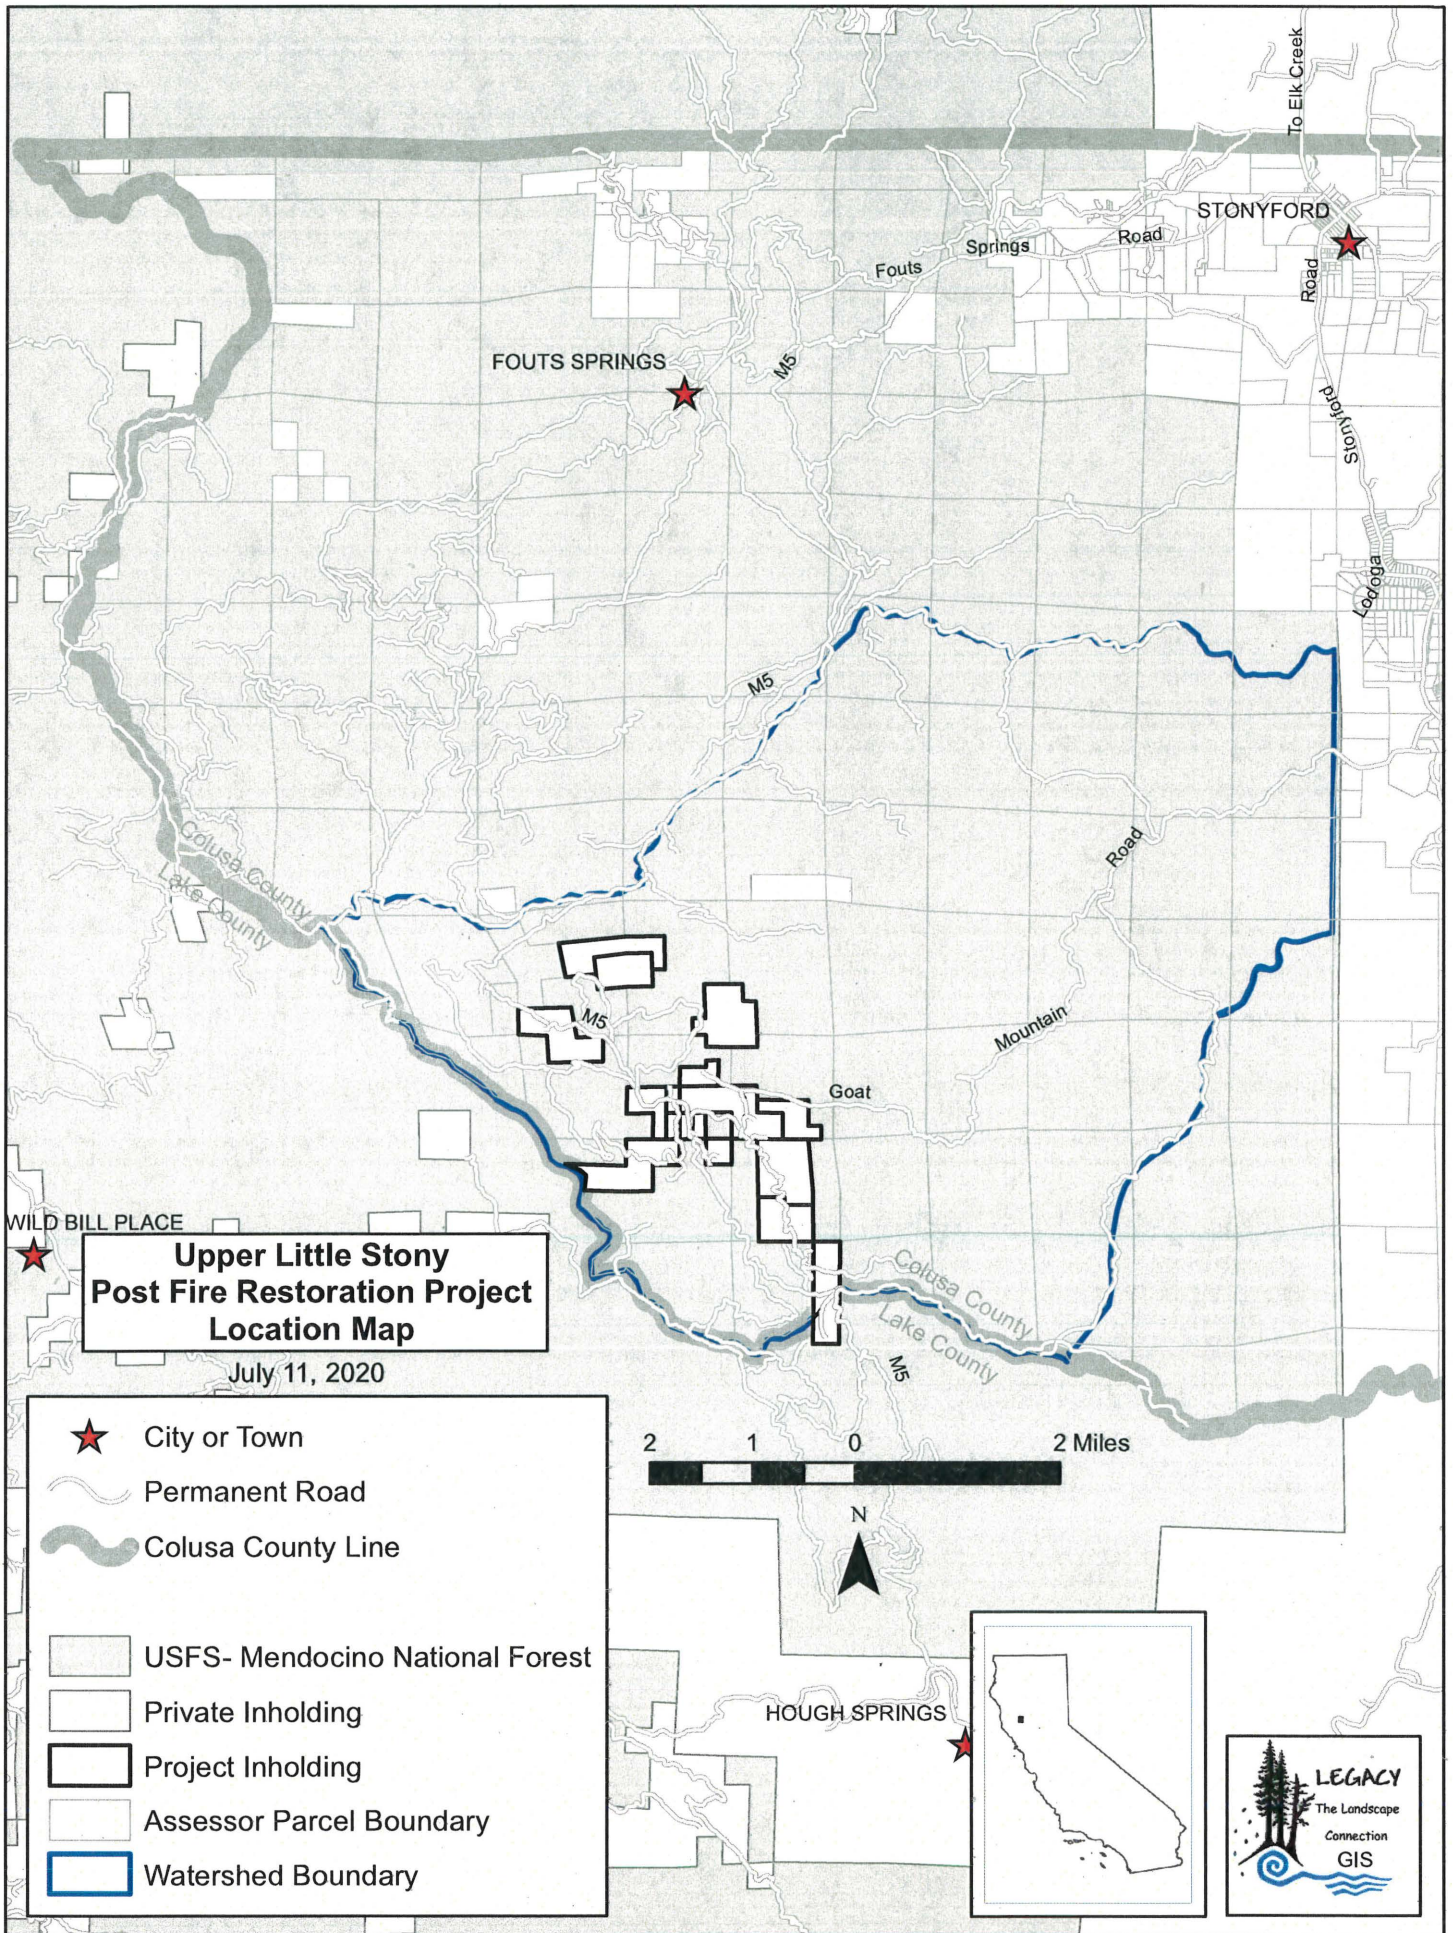 To Elk Creek
STONYFORD
Fouts
Springs
Road
Road
Stonyford
Lodoga
FOUTS SPRINGS
M5
M5
Colusa County
Lake County
Road
Mountain
Goat
M5
WILD BILL PLACE
Colusa County
Lake County
M5
Upper Little Stony
Post Fire Restoration Project
Location Map
July 11, 2020
City or Town
Permanent Road
Colusa County Line
USFS- Mendocino National Forest
Private Inholding
Project Inholding
Assessor Parcel Boundary
Watershed Boundary
2 1 0 2 Miles
N
HOUGH SPRINGS
LEGACY
The Landscape
Connection
GIS